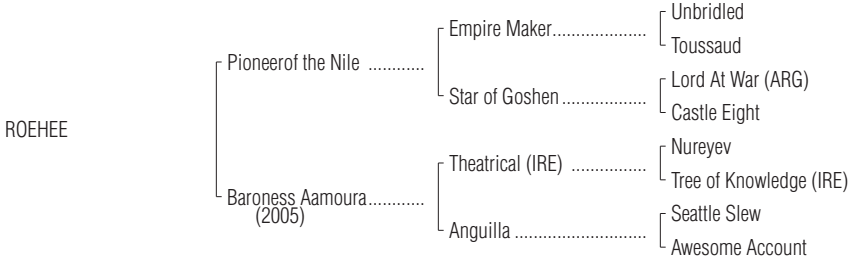 Unbridled
Empire Maker....................
Toussaud
Pioneerof the Nile ............
Lord At War (ARG)
Star of Goshen..................
Castle Eight
ROEHEE
Nureyev
Theatrical (IRE) ................
Tree of Knowledge (IRE)
Baroness Aamoura............
(2005)
Seattle Slew
Anguilla ............................
Awesome Account